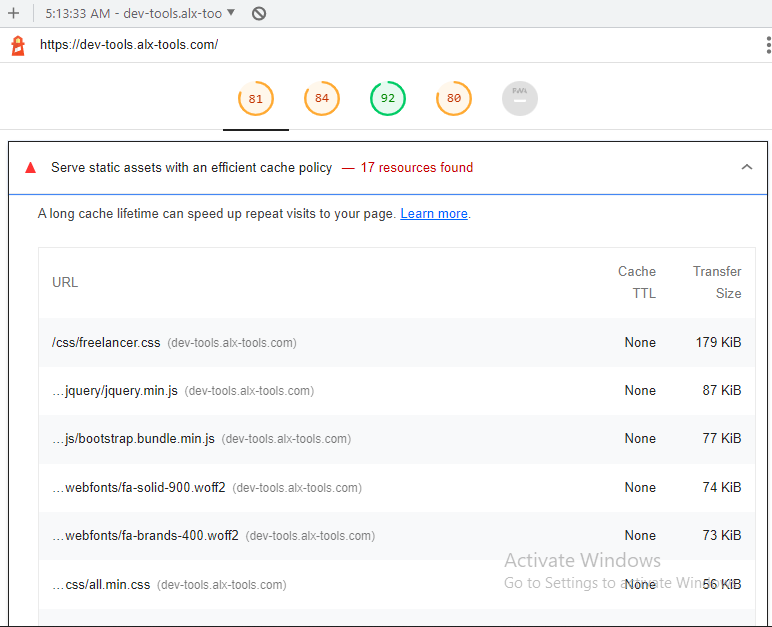 5:13:33 AM - dev-tools.alx-too
https://dev-tools.alx-tools.com/
81 84 92 80 PWA
Serve static assets with an efficient cache policy — 17 resources found
A long cache lifetime can speed up repeat visits to your page. Learn more.
URL Cache TTL Transfer Size
/css/freelancer.css (dev-tools.alx-tools.com) None 179 KiB
…jquery/jquery.min.js (dev-tools.alx-tools.com) None 87 KiB
…js/bootstrap.bundle.min.js (dev-tools.alx-tools.com) None 77 KiB
…webfonts/fa-solid-900.woff2 (dev-tools.alx-tools.com) None 74 KiB
…webfonts/fa-brands-400.woff2 (dev-tools.alx-tools.com) None 73 KiB
Activate Windows
Go to Settings to activate Windows.
…css/all.min.css (dev-tools.alx-tools.com) None 56 KiB